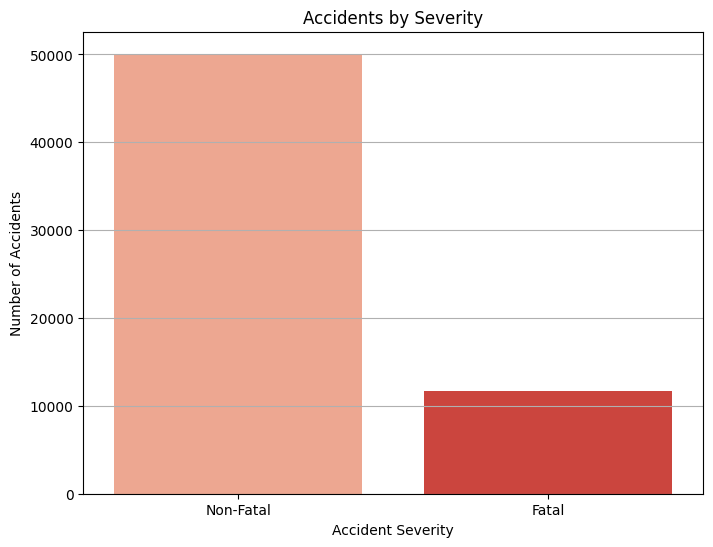 Accidents by Severity
Number of Accidents
50000
40000
30000
20000
10000
0
Non-Fatal
Fatal
Accident Severity